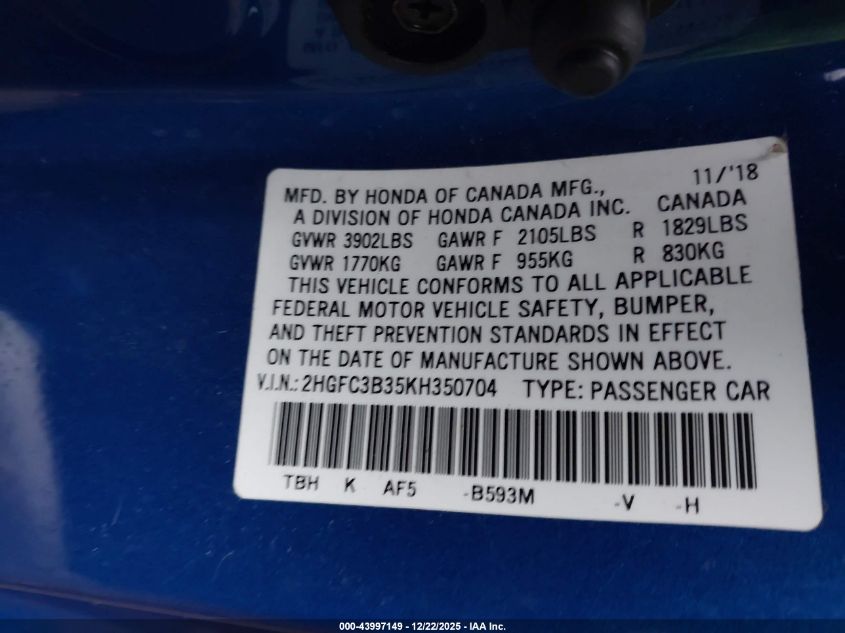 11/'18
MFD. BY HONDA OF CANADA MFG.,
A DIVISION OF HONDA CANADA INC. CANADA
GVWR 3902LBS GAWR F 2105LBS R 1829LBS
GVWR 1770KG GAWR F 955KG R 830KG
THIS VEHICLE CONFORMS TO ALL APPLICABLE
FEDERAL MOTOR VEHICLE SAFETY, BUMPER,
AND THEFT PREVENTION STANDARDS IN EFFECT
ON THE DATE OF MANUFACTURE SHOWN ABOVE.
V.I.N.: 2HGFC3B35KH350704 TYPE: PASSENGER CAR
TBH K AF5 -B593M -V -H
000-43997149 - 12/22/2025 - IAA Inc.